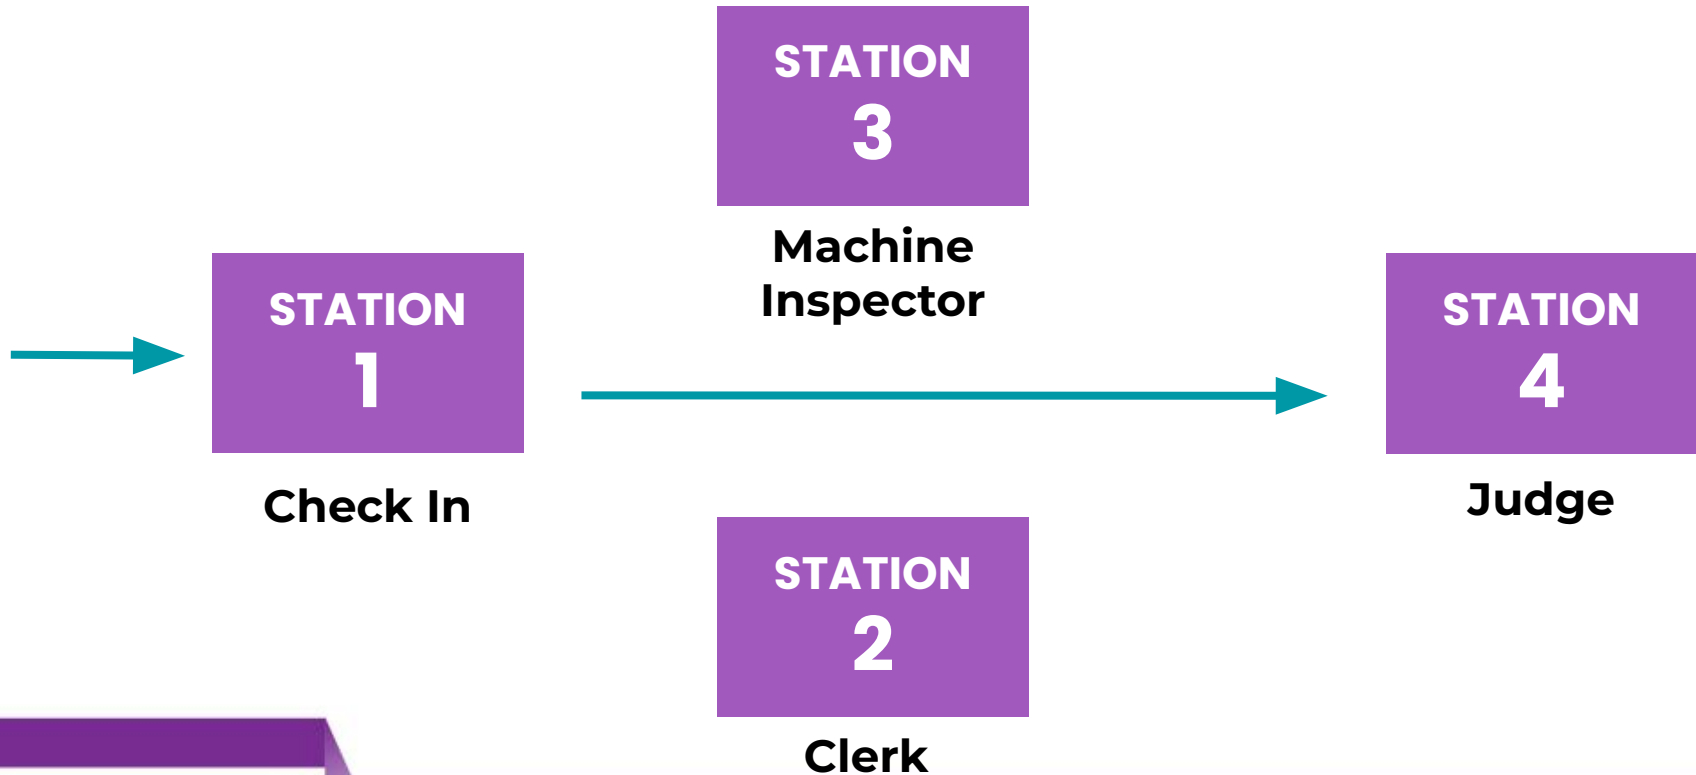 STATION
3
Machine
Inspector
STATION
1
Check In
STATION
4
Judge
STATION
2
Clerk